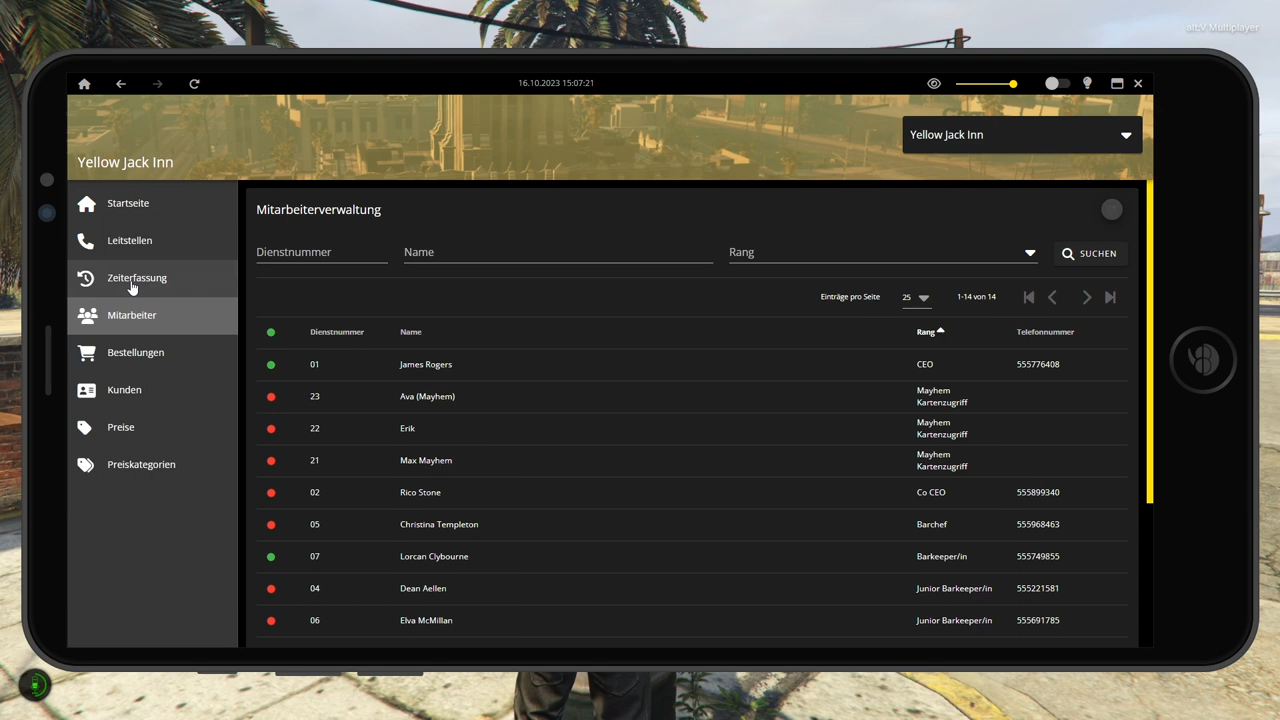 alt:V Multiplayer
16.10.2023 15:07:21
Yellow Jack Inn
Yellow Jack Inn
Startseite
Leitstellen
Zeiterfassung
Mitarbeiter
Bestellungen
Kunden
Preise
Preiskategorien
Mitarbeiterverwaltung
Dienstnummer Name Rang SUCHEN
Einträge pro Seite 25 1-14 von 14
Dienstnummer Name Rang Telefonnummer
01 James Rogers CEO 555776408
23 Ava (Mayhem) Mayhem
Kartenzugriff
22 Erik Mayhem
Kartenzugriff
21 Max Mayhem Mayhem
Kartenzugriff
02 Rico Stone Co CEO 555899340
05 Christina Templeton Barchef 555968463
07 Lorcan Clybourne Barkeeper/in 555749855
04 Dean Aellen Junior Barkeeper/in 555221581
06 Elva McMillan Junior Barkeeper/in 555691785